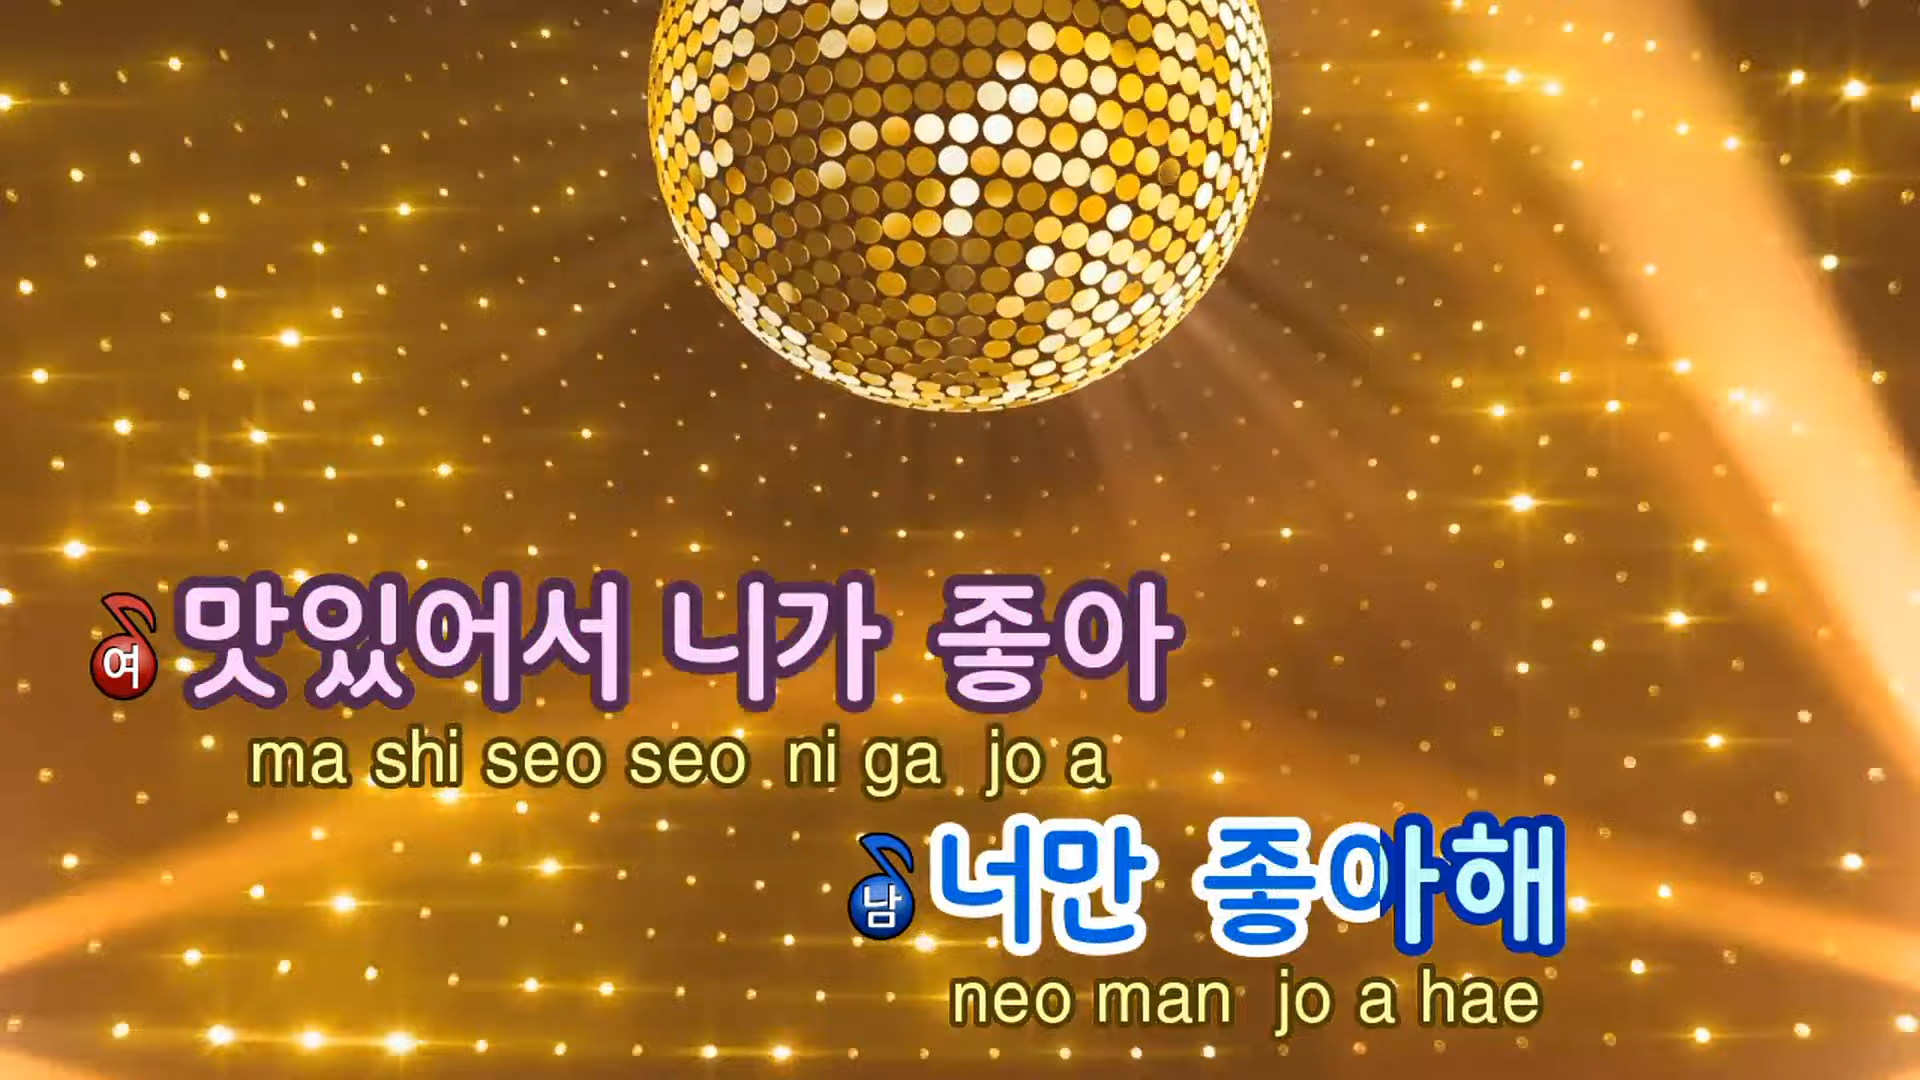 여 맛있어서 니가 좋아
ma shi seo seo ni ga jo a
남 너만 좋아해
neo man jo a hae